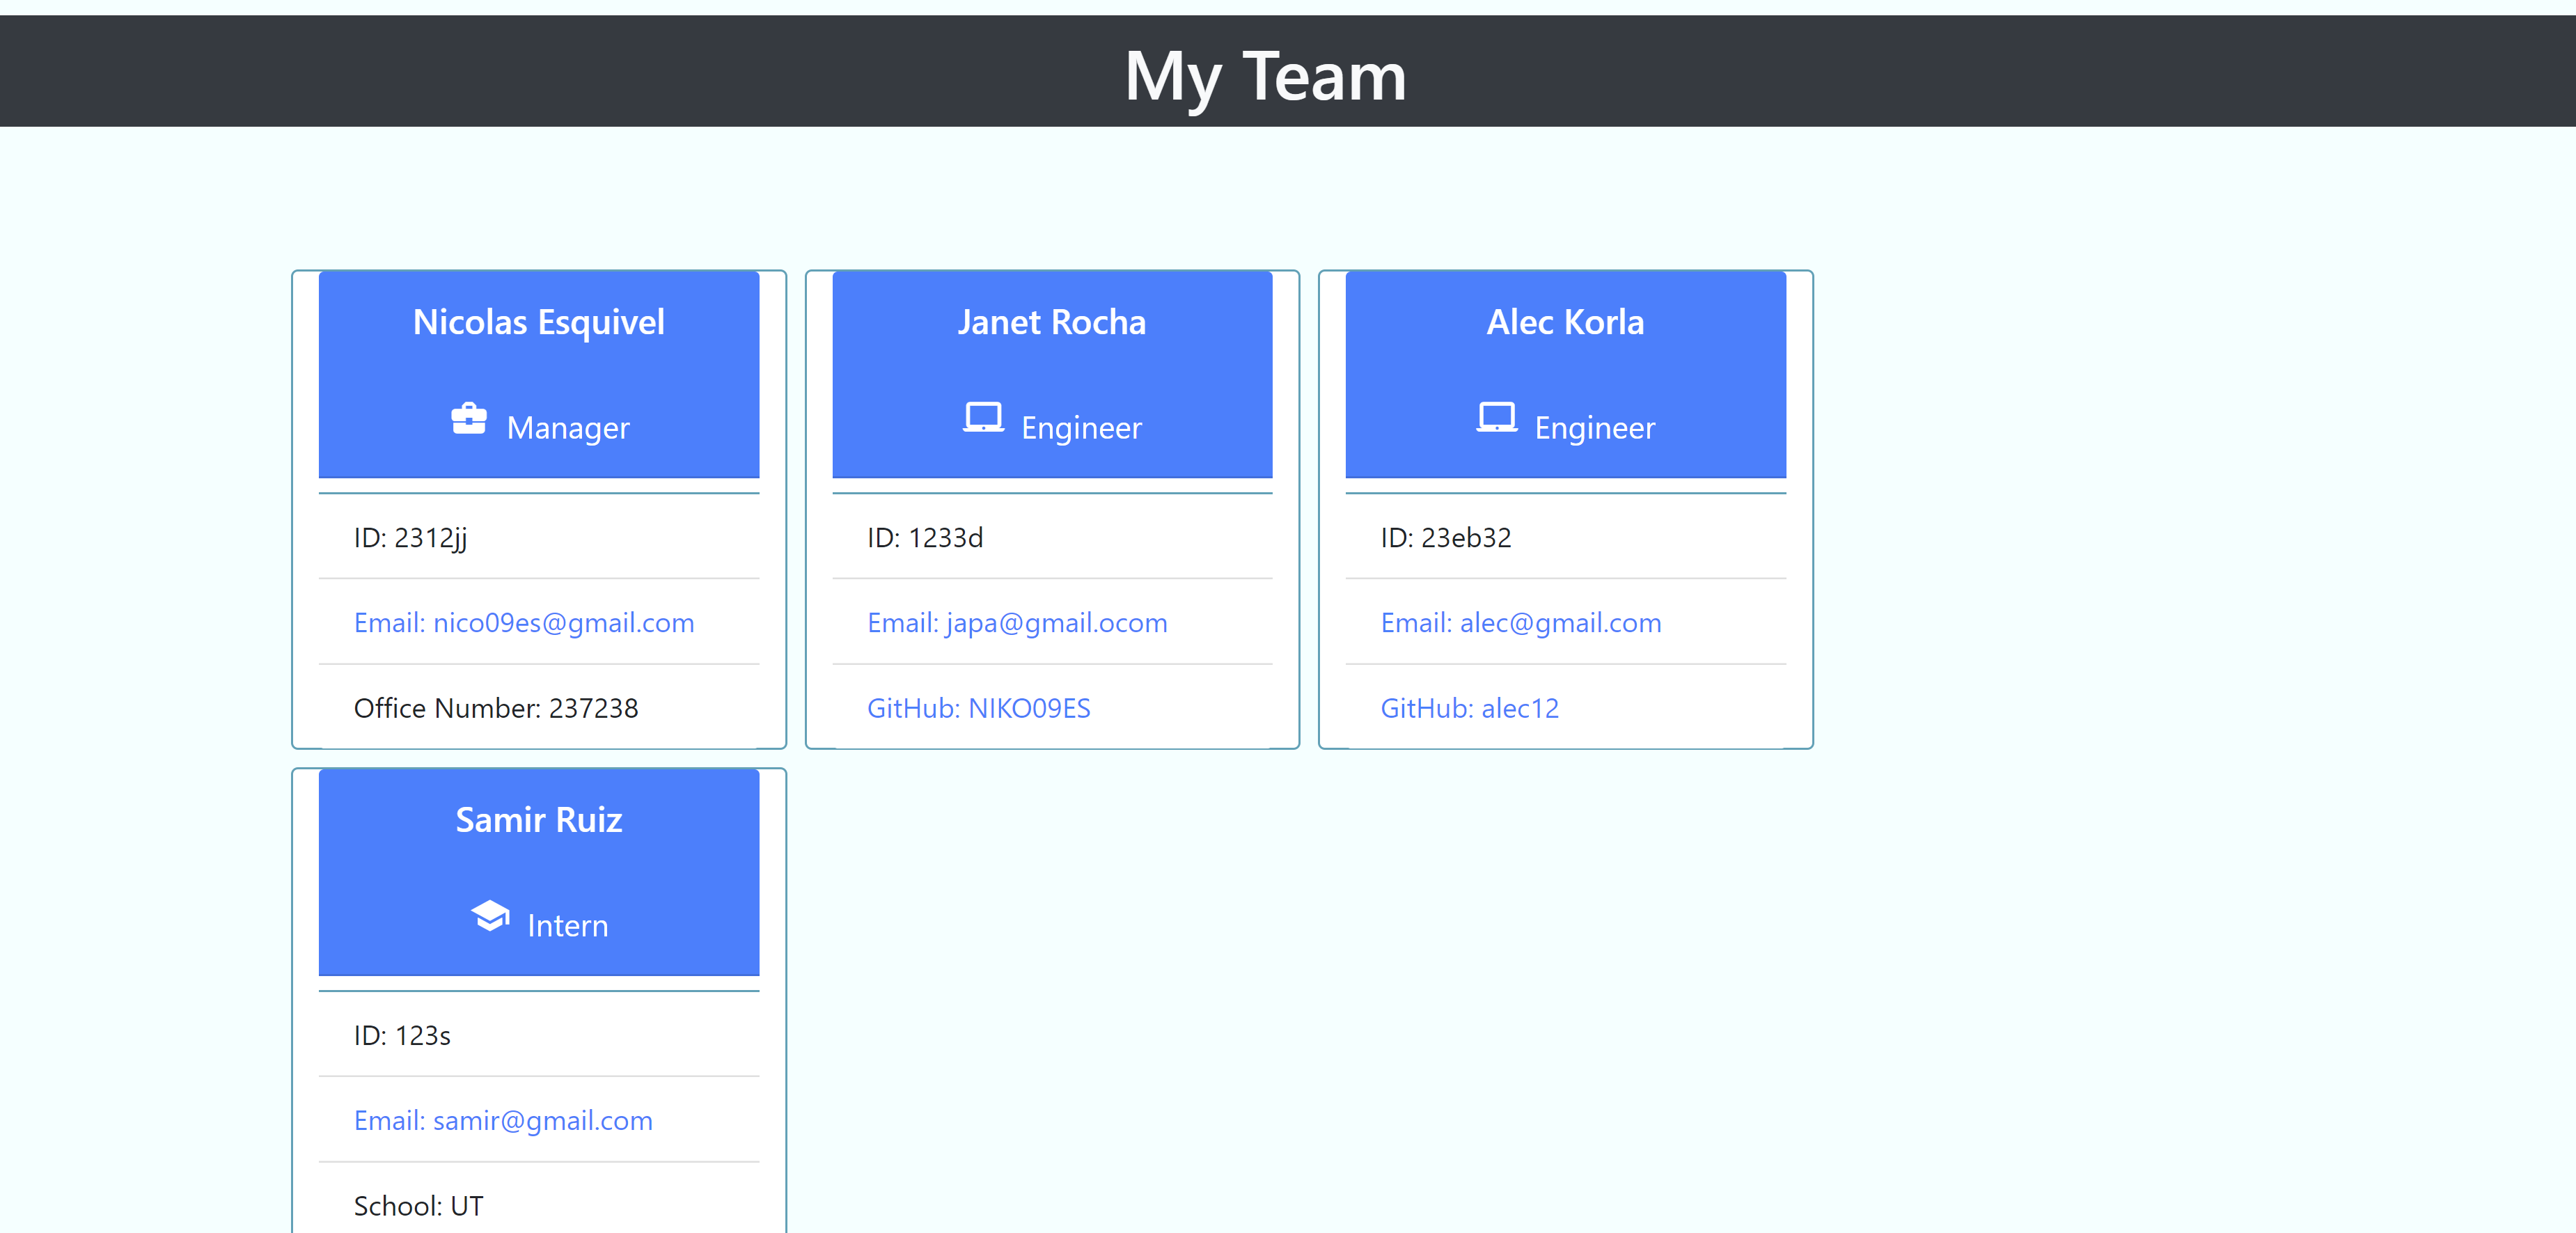 My Team
Nicolas Esquivel
Manager
ID: 2312jj
Email: nico09es@gmail.com
Office Number: 237238
Janet Rocha
Engineer
ID: 1233d
Email: japa@gmail.ocom
GitHub: NIKO09ES
Alec Korla
Engineer
ID: 23eb32
Email: alec@gmail.com
GitHub: alec12
Samir Ruiz
Intern
ID: 123s
Email: samir@gmail.com
School: UT